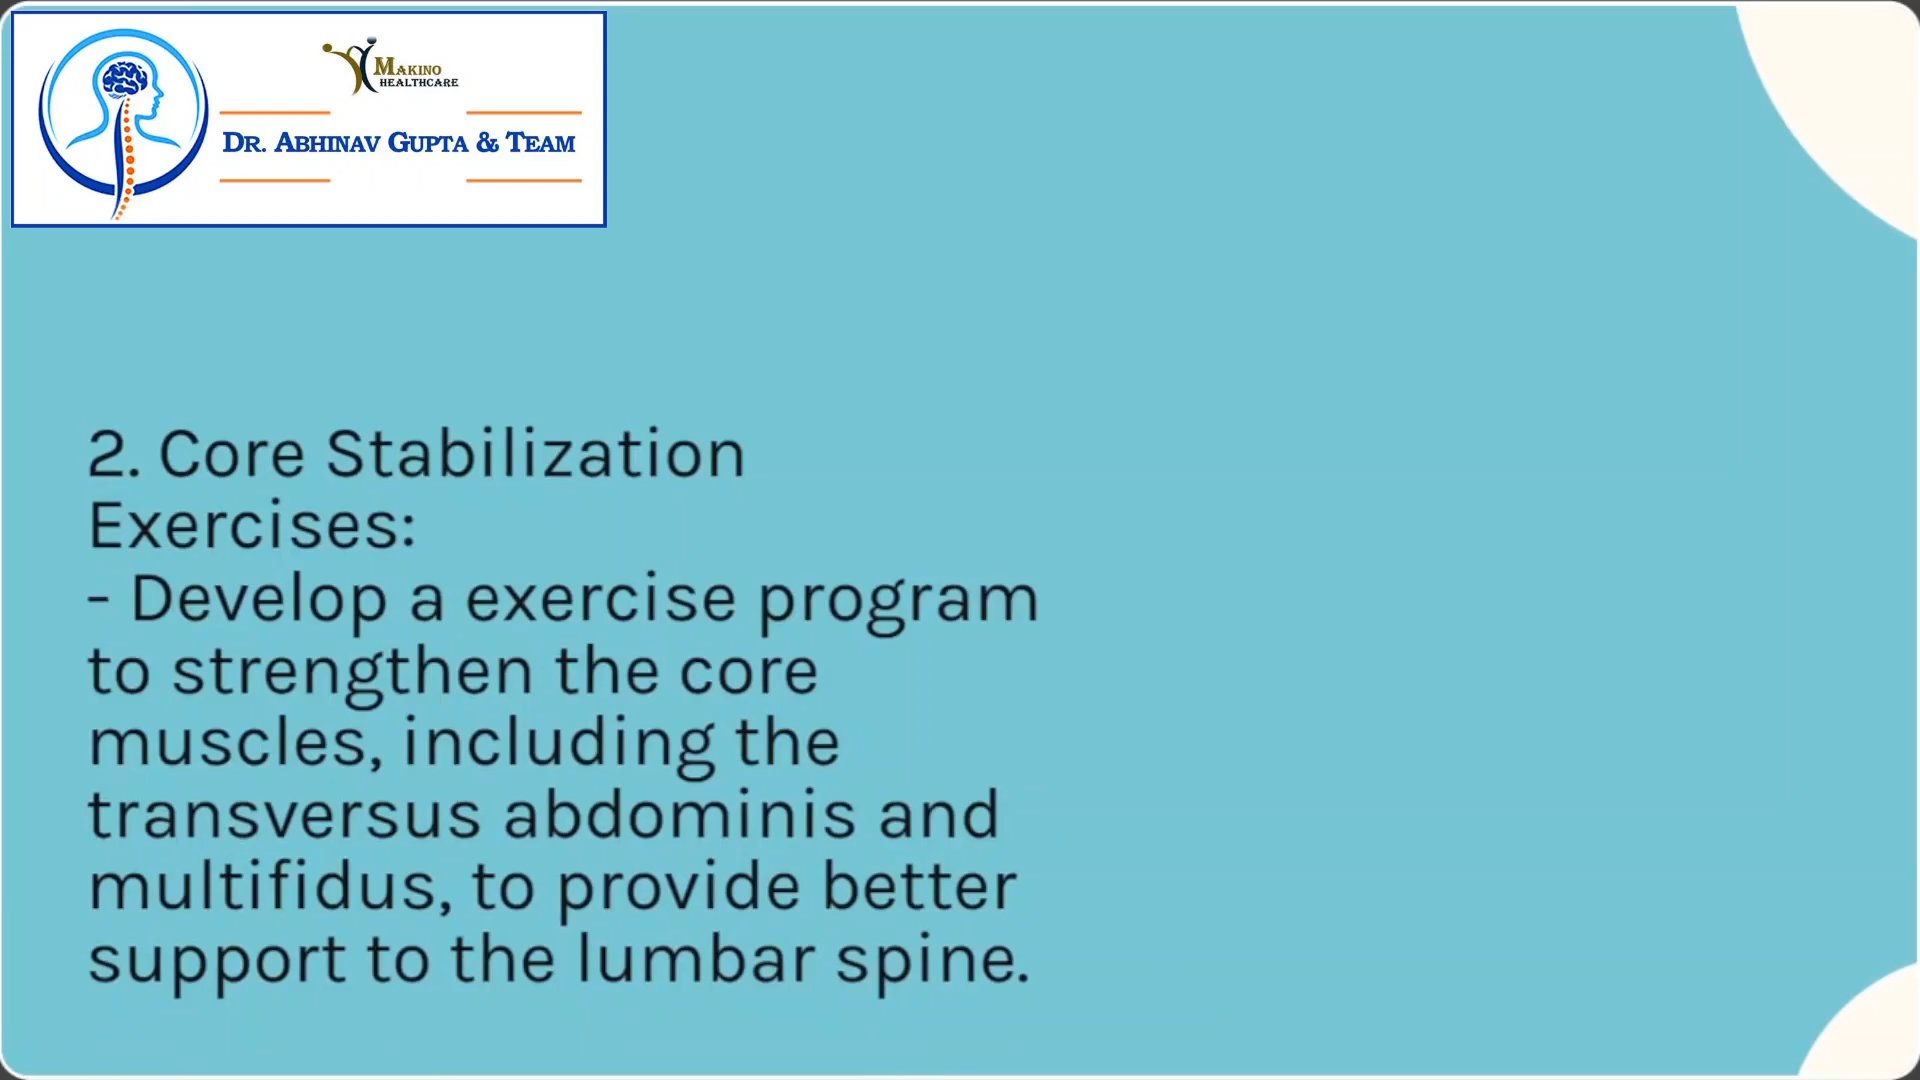 MAKINO
HEALTHCARE
DR. ABHINAV GUPTA & TEAM
2. Core Stabilization
Exercises:
- Develop a exercise program
to strengthen the core
muscles, including the
transversus abdominis and
multifidus, to provide better
support to the lumbar spine.